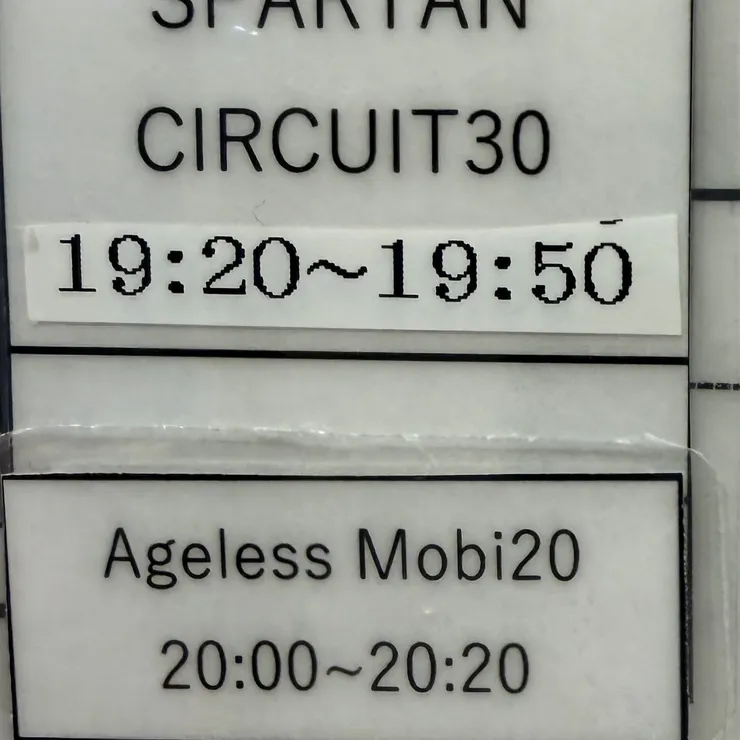 SPARTAN
CIRCUIT30
19:20~19:50
Ageless Mobi20
20:00~20:20